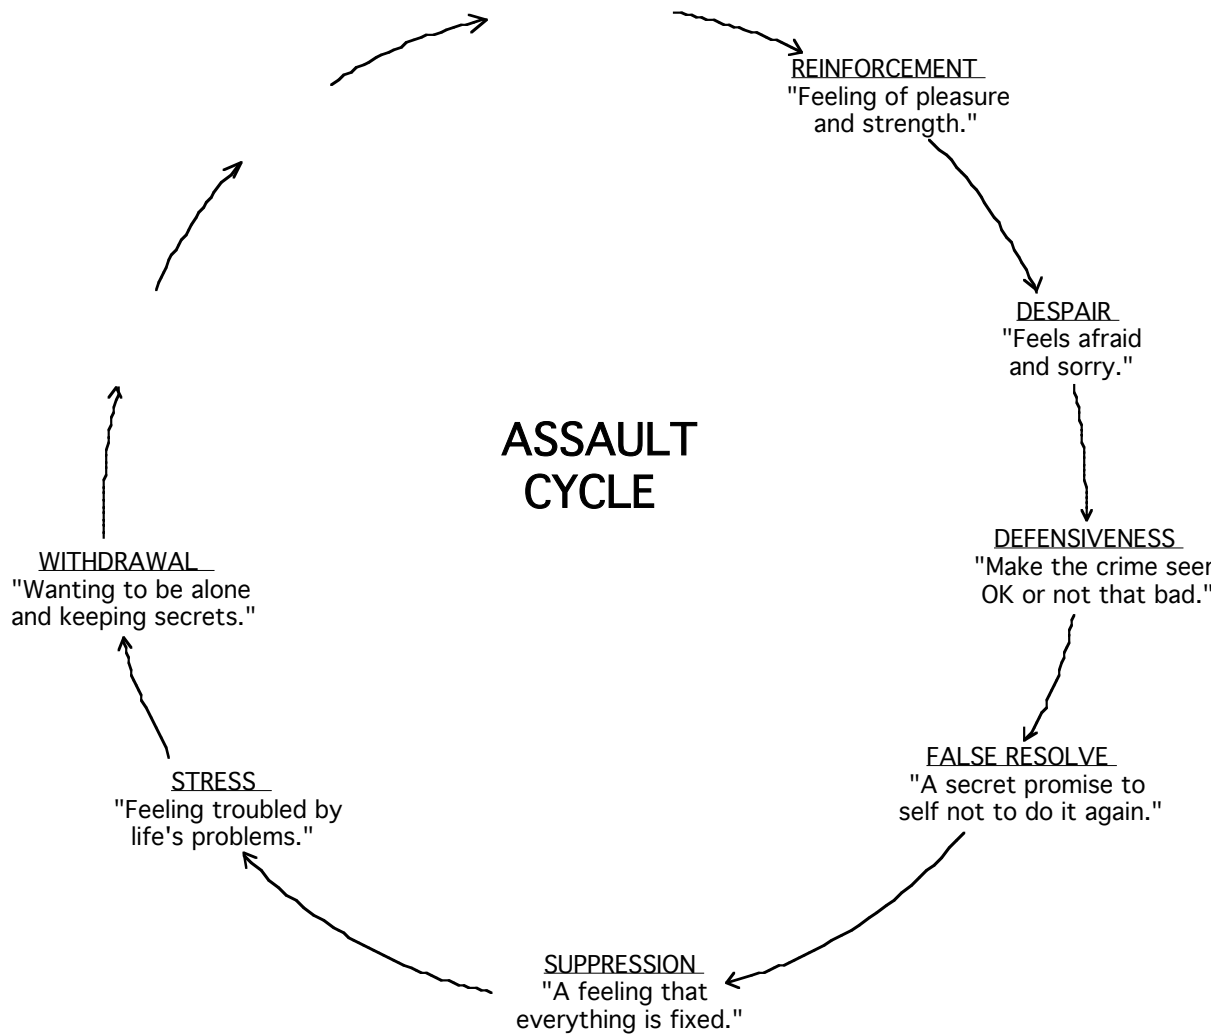 REINFORCEMENT
"Feeling of pleasure
and strength."
DESPAIR
"Feels afraid
and sorry."
ASSAULT
CYCLE
DEFENSIVENESS
"Make the crime
OK or not that bad."
WITHDRAWAL
"Wanting to be alone
and keeping secrets."
FALSE RESOLVE
"A secret promise to
self not to do it again."
STRESS
"Feeling troubled by
life's problems."
SUPPRESSION
"A feeling that
everything is fixed."